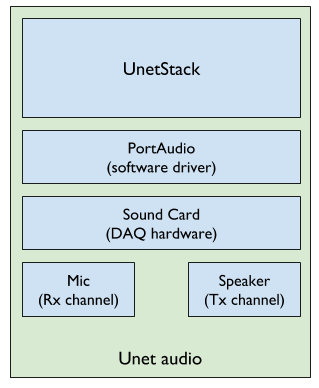 UnetStack
PortAudio
(software driver)
Sound Card
(DAQ hardware)
Mic
(Rx channel)
Speaker
(Tx channel)
Unet audio